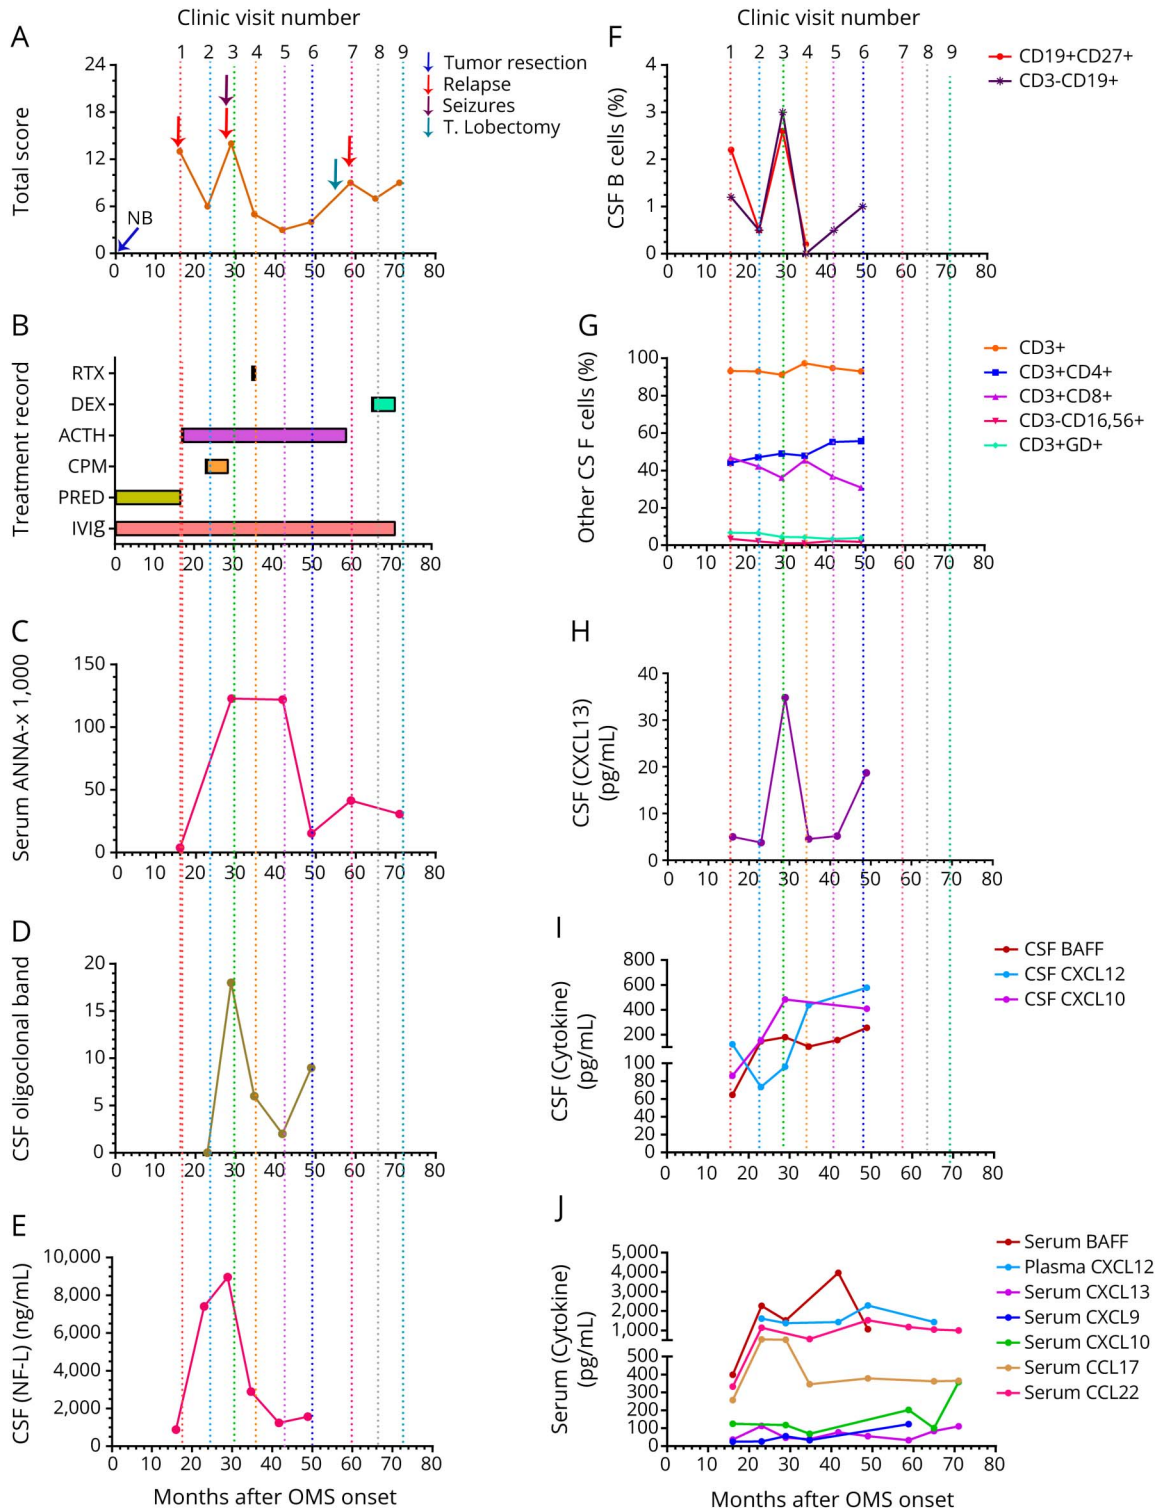 Clinic visit number
A
1 2 3 4 5 6 7 8 9
Total score
24
18
12
6
0
NB
0 10 20 30 40 50 60 70 80
Tumor resection
Relapse
Seizures
T. Lobectomy
B
Treatment record
RTX
DEX
ACTH
CPM
PRED
IVIg
0 10 20 30 40 50 60 70 80
C
Serum ANNA-x 1,000
150
100
50
0
0 10 20 30 40 50 60 70 80
D
CSF oligoclonal band
20
15
10
5
0
0 10 20 30 40 50 60 70 80
E
CSF (NF-L) (ng/mL)
10,000
8,000
6,000
4,000
2,000
0
0 10 20 30 40 50 60 70 80
Months after OMS onset
Clinic visit number
F
1 2 3 4 5 6 7 8 9
CSF B cells (%)
4
3
2
1
0
0 10 20 30 40 50 60 70 80
CD19+CD27+
CD3-CD19+
G
Other CS F cells (%)
100
80
60
40
20
0
0 10 20 30 40 50 60 70 80
CD3+
CD3+CD4+
CD3+CD8+
CD3-CD16,56+
CD3+GD+
H
CSF (CXCL13)
(pg/mL)
40
30
20
10
0
0 10 20 30 40 50 60 70 80
I
CSF (Cytokine)
(pg/mL)
800
600
400
200
100
80
60
40
20
0
0 10 20 30 40 50 60 70 80
CSF BAFF
CSF CXCL12
CSF CXCL10
J
Serum (Cytokine)
(pg/mL)
5,000
4,000
3,000
2,000
1,000
500
400
300
200
100
0
0 10 20 30 40 50 60 70 80
Months after OMS onset
Serum BAFF
Plasma CXCL12
Serum CXCL13
Serum CXCL9
Serum CXCL10
Serum CCL17
Serum CCL22